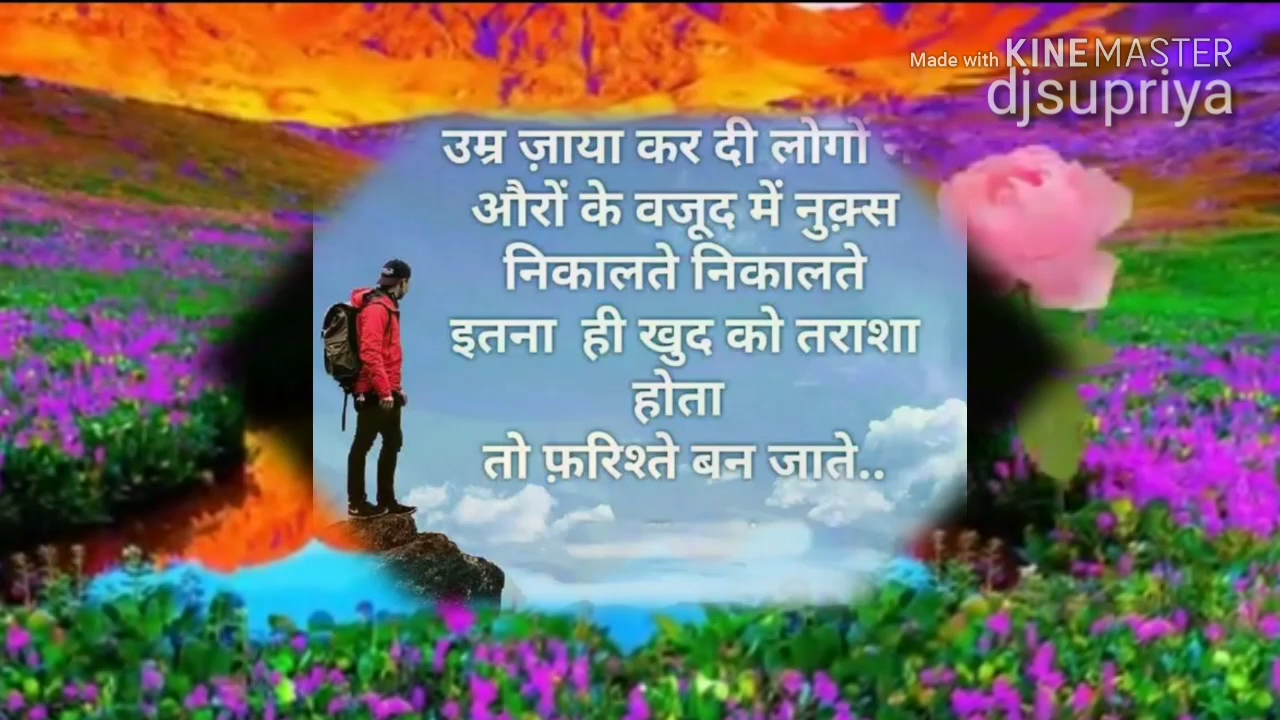 Made with KINEMASTER
djsupriya
उम्र ज़ाया कर दी लोगों
औरों के वजूद में नुक़्स
निकालते निकालते
इतना ही खुद को तराशा
होता
तो फ़रिश्ते बन जाते..